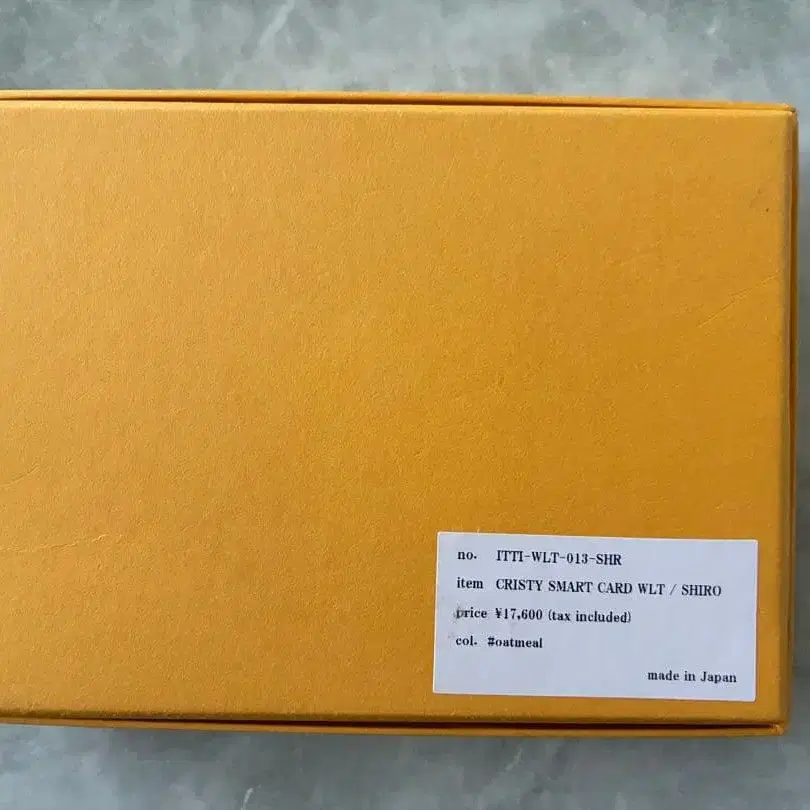 no. ITTI-WLT-013-SHR
item CRISTY SMART CARD WLT / SHIRO
price ¥17,600 (tax included)
col. #oatmeal
made in Japan